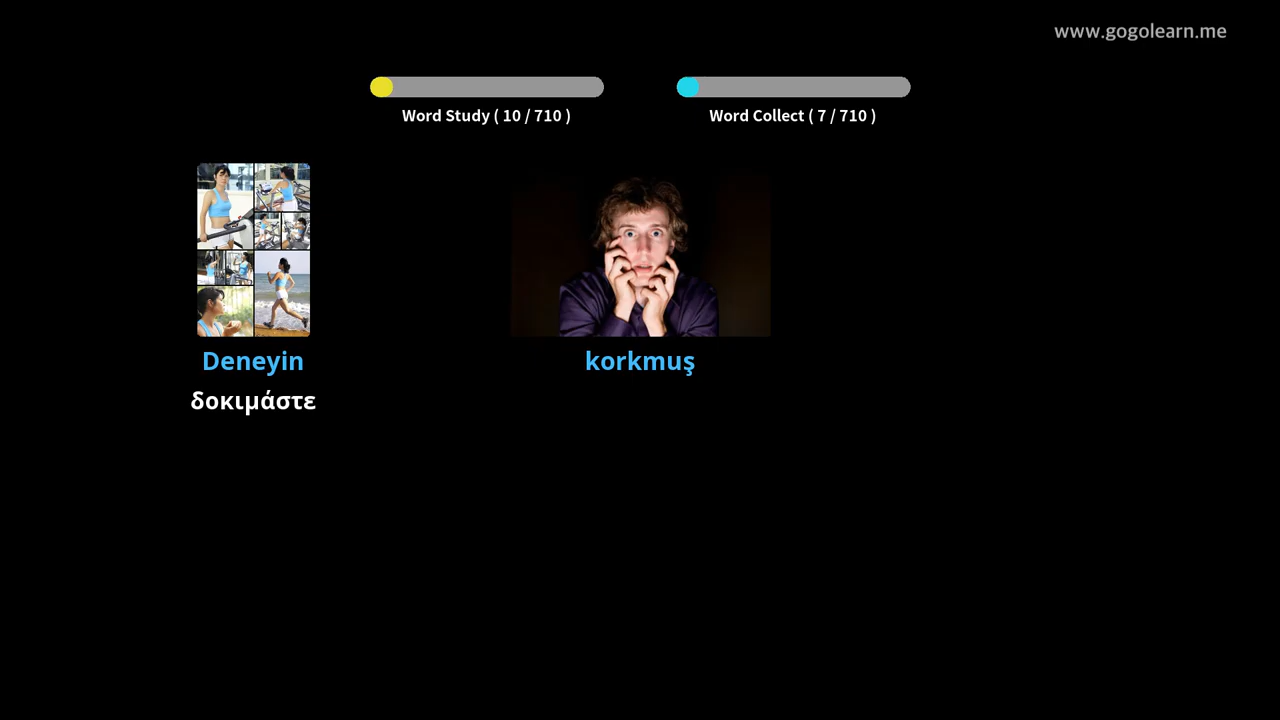 www.gogolearn.me
Word Study ( 10 / 710 )
Word Collect ( 7 / 710 )
Deneyin
δοκιμάστε
korkmuş